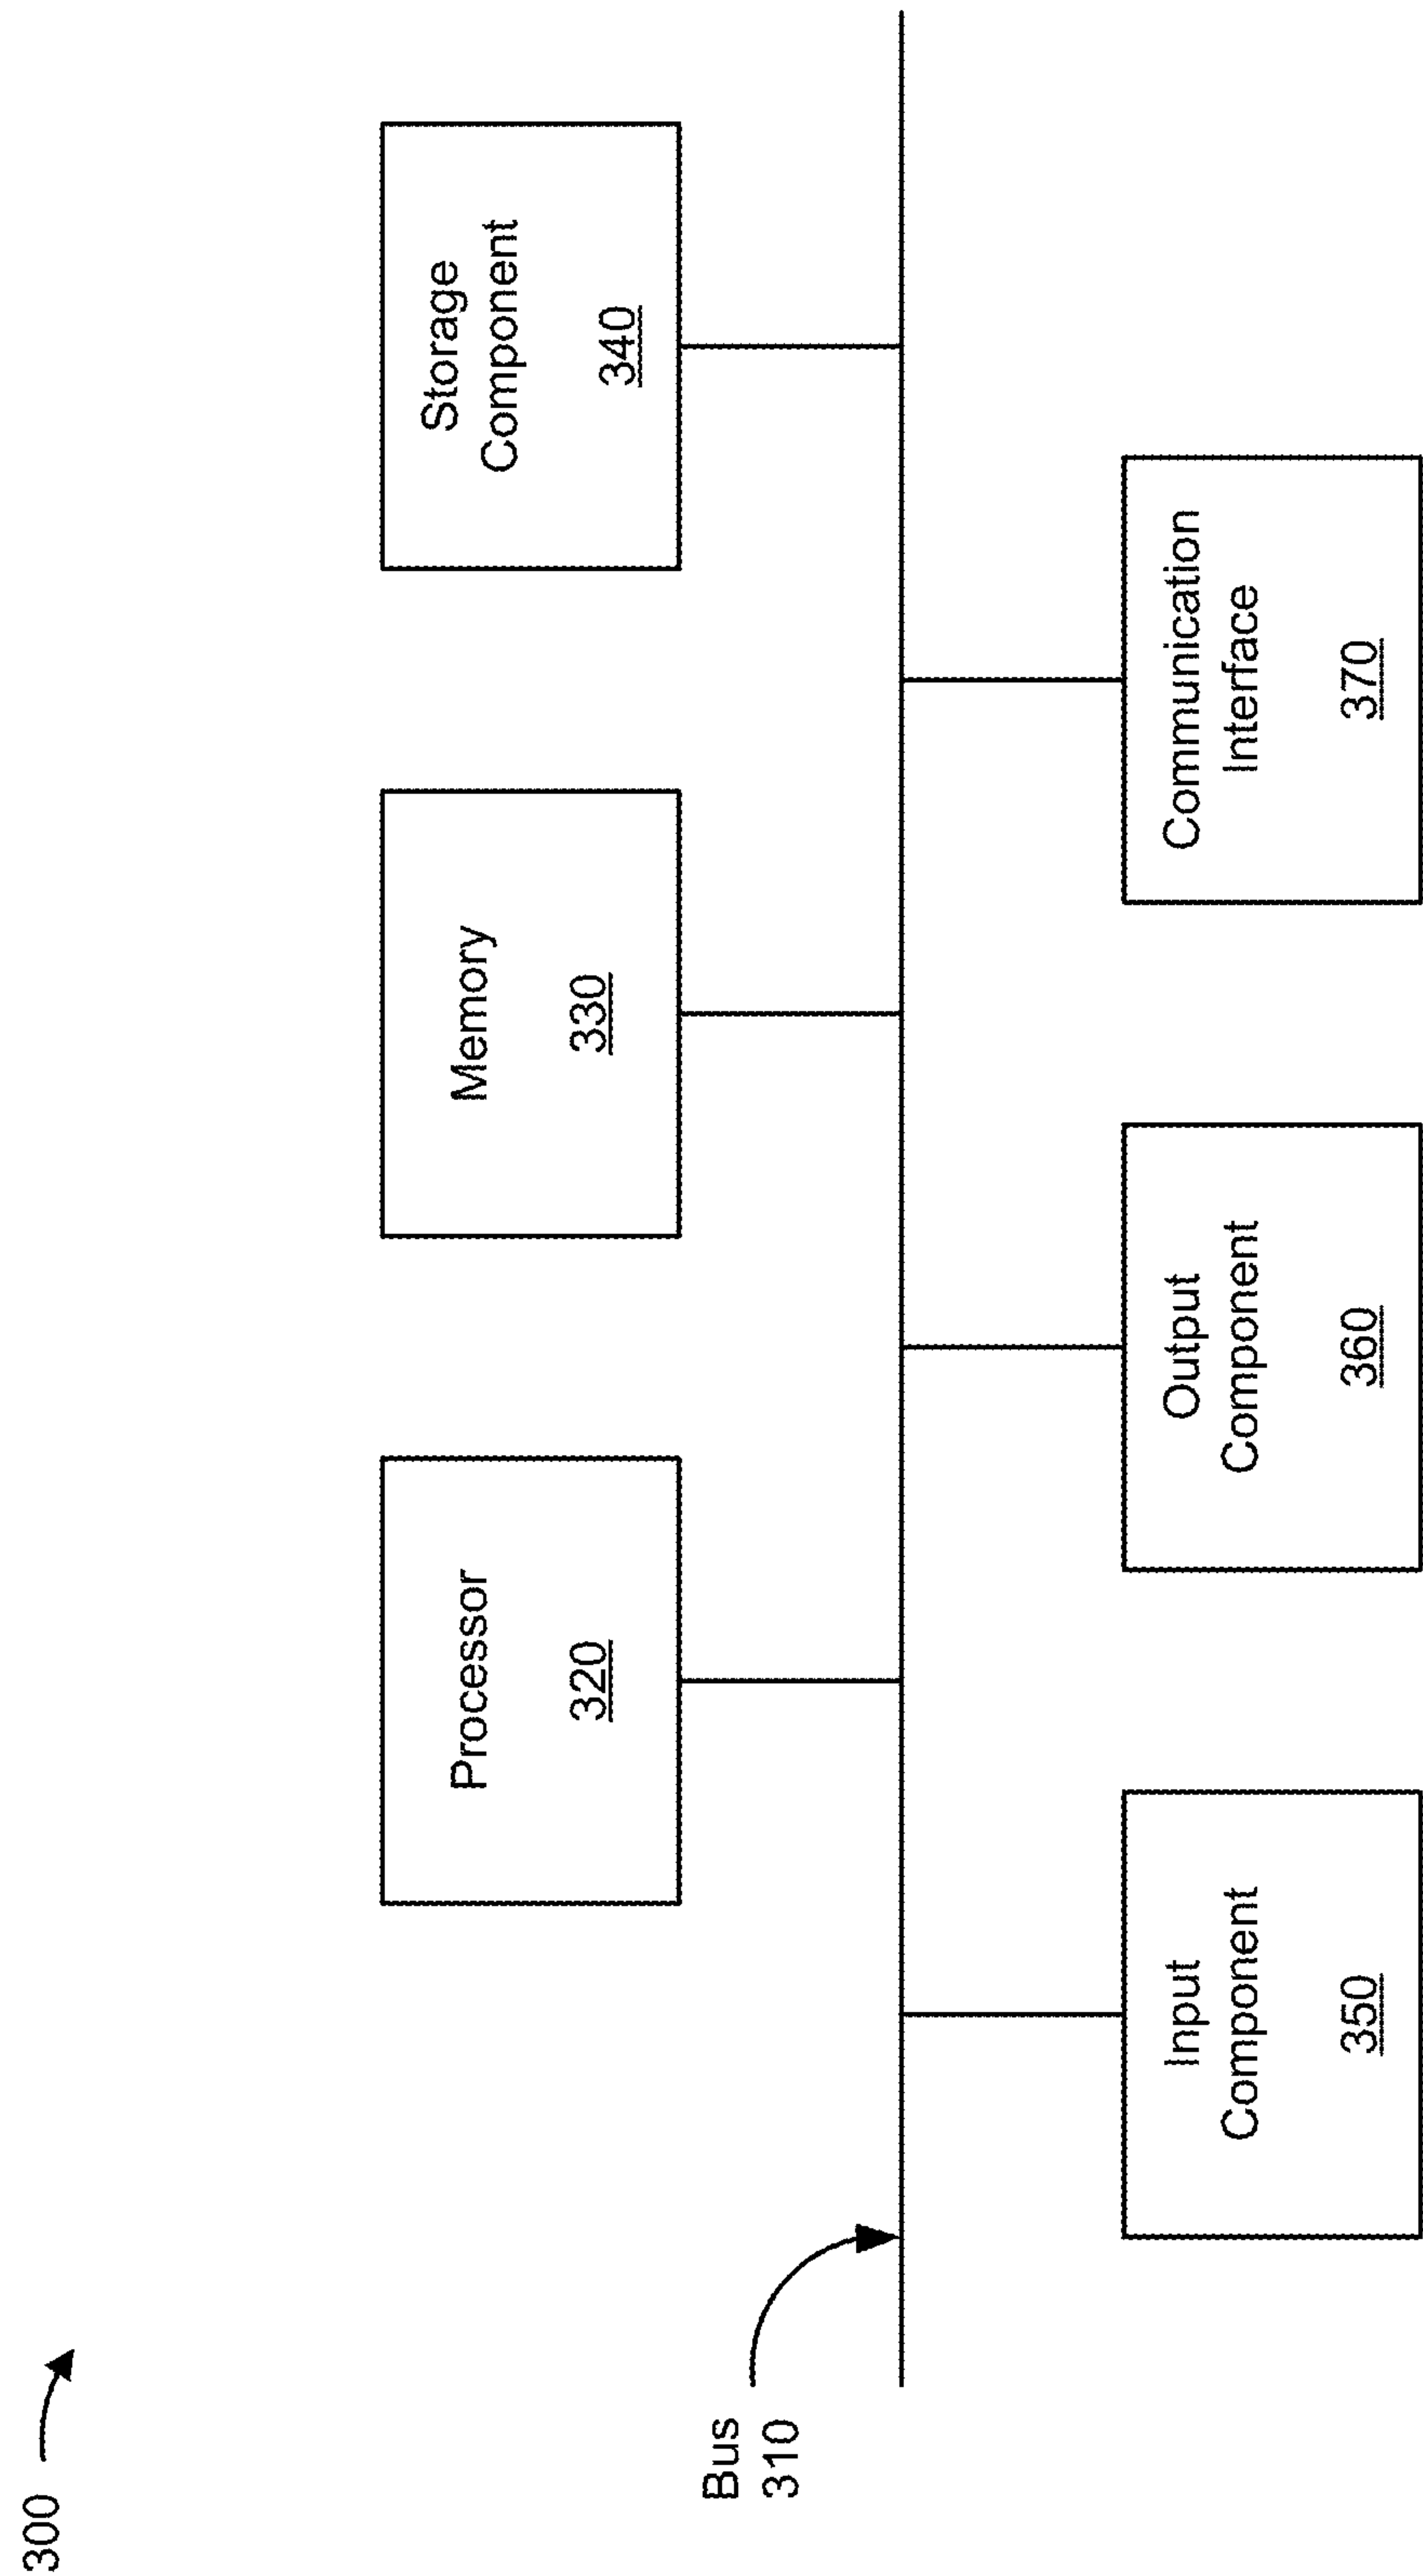 300
Processor
320
Memory
330
Storage
Component
340
Bus
310
Input
Component
350
Output
Component
360
Communication
Interface
370